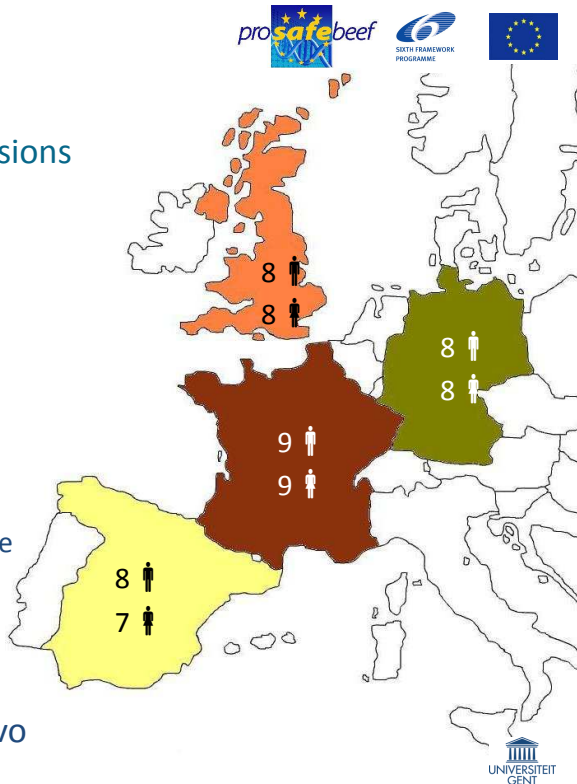 prosafebeef
SIXTH FRAMEWORK
PROGRAMME
sions
8
8
8
8
9
9
e
8
7
vo
UNIVERSITEIT
GENT